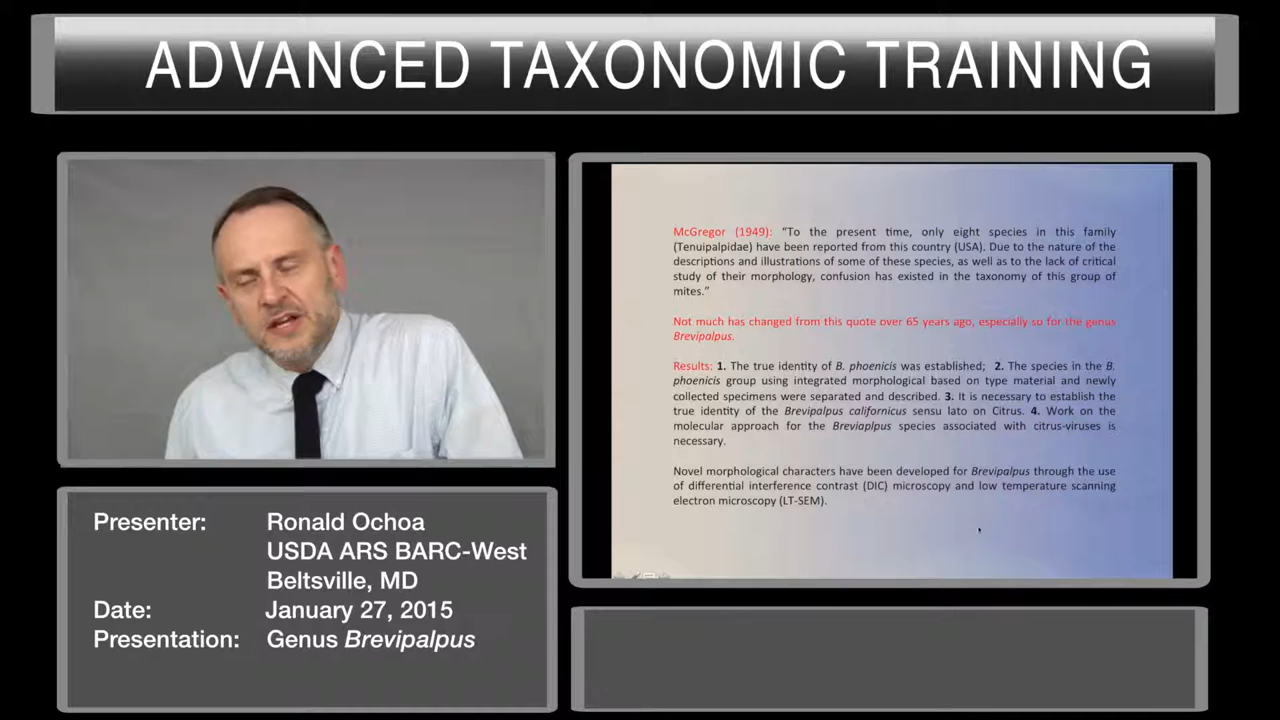 ADVANCED TAXONOMIC TRAINING
McGregor (1949): “To the present time, only eight species in this family
(Tenuipalpidae) have been reported from this country (USA). Due to the nature of the
descriptions and illustrations of some of these species, as well as to the lack of critical
study of their morphology, confusion has existed in the taxonomy of this group of
mites.”
Not much has changed from this quote over 65 years ago, especially so for the genus
Brevipalpus.
Results: 1. The true identity of B. phoenicis was established; 2. The species in the B.
phoenicis group using integrated morphological based on type material and newly
collected specimens were separated and described. 3. It is necessary to establish the
true identity of the Brevipalpus californicus sensu lato on Citrus. 4. Work on the
molecular approach for the Breviaplpus species associated with citrus-viruses is
necessary.
Novel morphological characters have been developed for Brevipalpus through the use
of differential interference contrast (DIC) microscopy and low temperature scanning
electron microscopy (LT-SEM).
Presenter: Ronald Ochoa
USDA ARS BARC-West
Beltsville, MD
Date: January 27, 2015
Presentation: Genus Brevipalpus